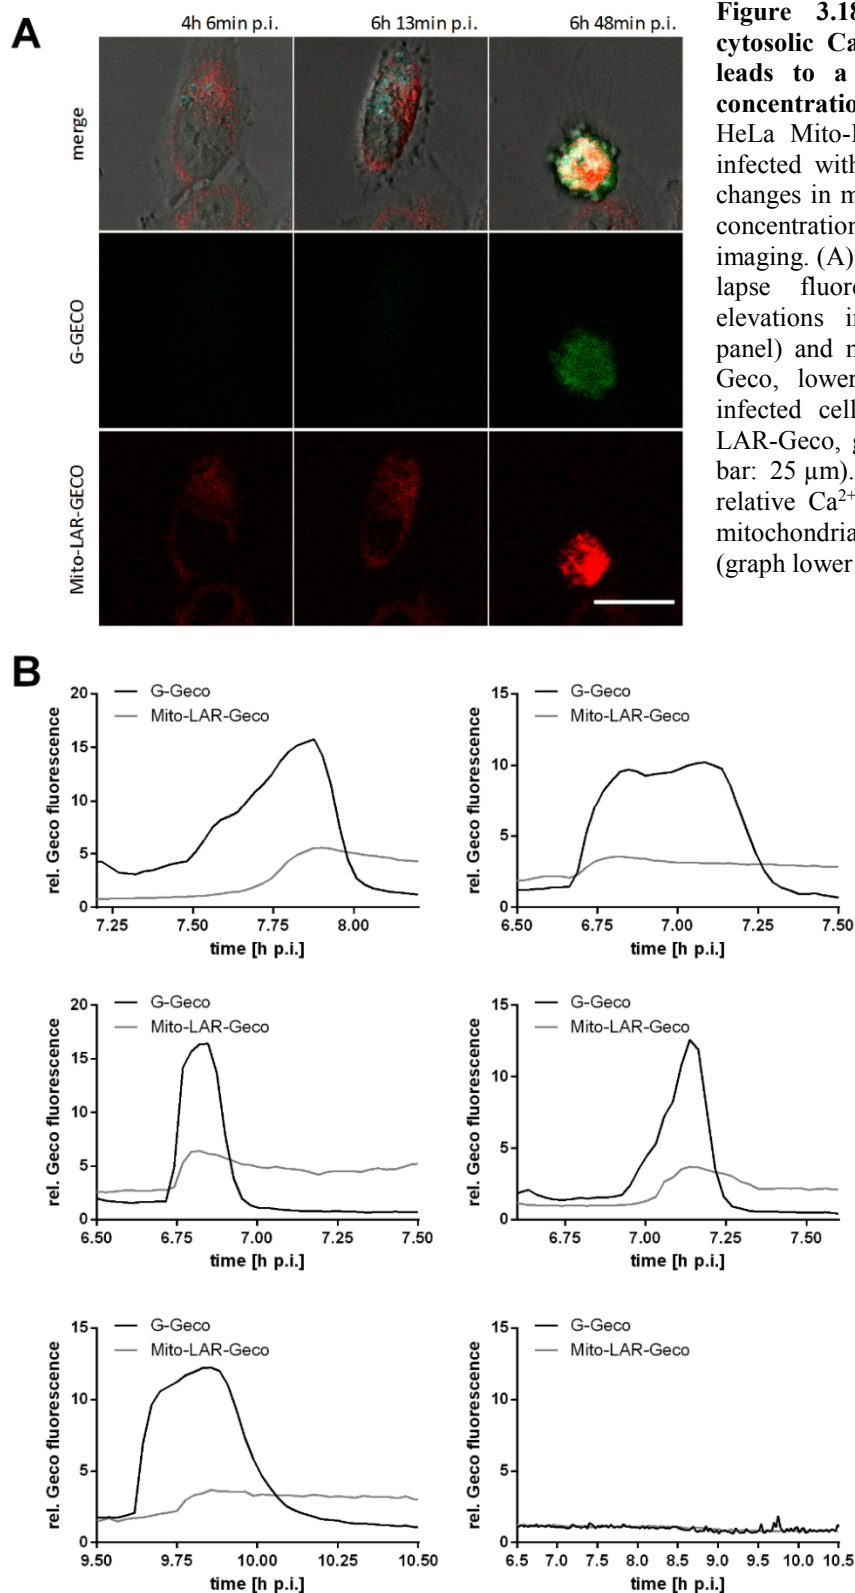 A
4h 6min p.i.
6h 13min p.i.
6h 48min p.i.
merge
G-GECO
Mito-LAR-GECO
Figure 3.18
cytosolic Ca
leads to a
concentratio
HeLa Mito-
infected with
changes in m
concentration
imaging. (A)
lapse fluore
elevations i
panel) and m
Geco, lower
infected cell
LAR-Geco, g
bar: 25 µm).
relative Ca²⁺
mitochondria
(graph lower
B
G-Geco
Mito-LAR-Geco
rel. Geco fluorescence
20
15
10
5
0
7.25 7.50 7.75 8.00
time [h p.i.]
G-Geco
Mito-LAR-Geco
rel. Geco fluorescence
15
10
5
0
6.50 6.75 7.00 7.25 7.50
time [h p.i.]
G-Geco
Mito-LAR-Geco
rel. Geco fluorescence
20
15
10
5
0
6.50 6.75 7.00 7.25 7.50
time [h p.i.]
G-Geco
Mito-LAR-Geco
rel. Geco fluorescence
15
10
5
0
6.75 7.00 7.25 7.50
time [h p.i.]
G-Geco
Mito-LAR-Geco
rel. Geco fluorescence
15
10
5
0
9.50 9.75 10.00 10.25 10.50
time [h p.i.]
G-Geco
Mito-LAR-Geco
rel. Geco fluorescence
15
10
5
0
6.5 7.0 7.5 8.0 8.5 9.0 9.5 10.0 10.5
time [h p.i.]